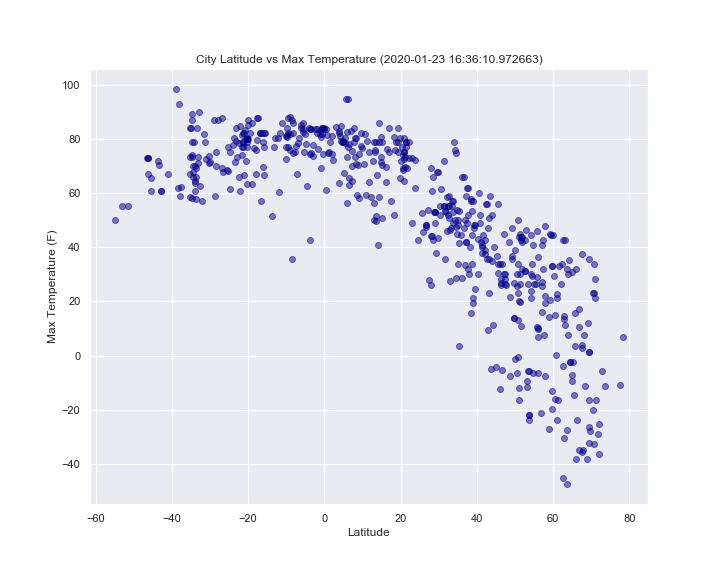 City Latitude vs Max Temperature (2020-01-23 16:36:10.972663)
Max Temperature (F)
100
80
60
40
20
0
−20
−40
−60 −40 −20 0 20 40 60 80
Latitude